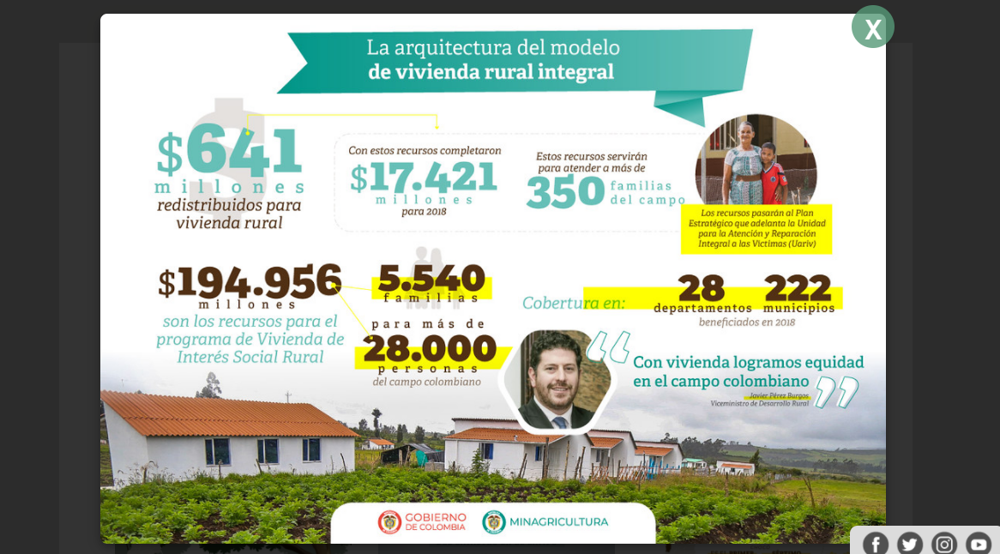 X
La arquitectura del modelo
de vivienda rural integral
$641
millones
redistribuidos para
vivienda rural
Con estos recursos completaron
$17.421
millones
para 2018
Estos recursos servirán
para atender a más de
350 familias
del campo
Los recursos pasarán al Plan
Estratégico que adelanta la Unidad
para la Atención y Reparación
Integral a las Víctimas (Uariv)
$194.956
millones
son los recursos para el
programa de Vivienda de
Interés Social Rural
5.540
familias
para más de
28.000
personas
del campo colombiano
Cobertura en:
28
departamentos
222
municipios
beneficiados en 2018
Con vivienda logramos equidad
en el campo colombiano
Javier Pérez Burgos
Viceministro de Desarrollo Rural
GOBIERNO
DE COLOMBIA
MINAGRICULTURA